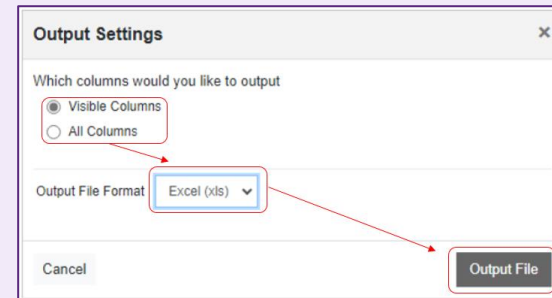 Output Settings ×
Which columns would you like to output
Visible Columns
All Columns
Output File Format Excel (xls)
Cancel Output File